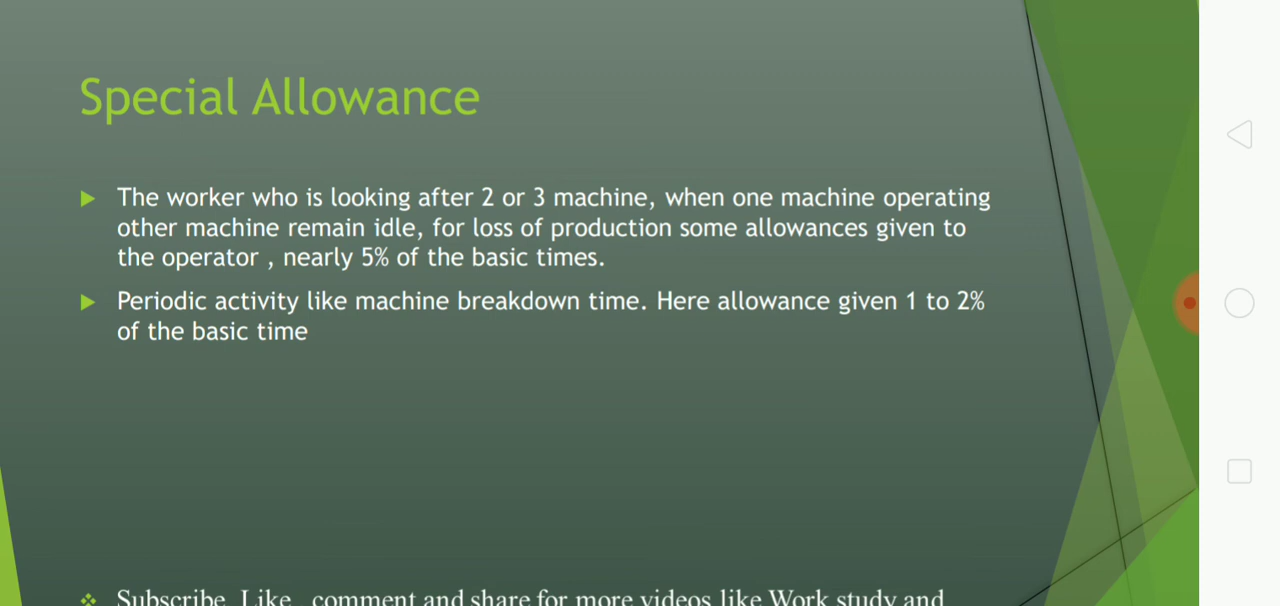 Special Allowance
The worker who is looking after 2 or 3 machine, when one machine operating
other machine remain idle, for loss of production some allowances given to
the operator , nearly 5% of the basic times.
Periodic activity like machine breakdown time. Here allowance given 1 to 2%
of the basic time
Subscribe Like comment and share for more videos like Work study and